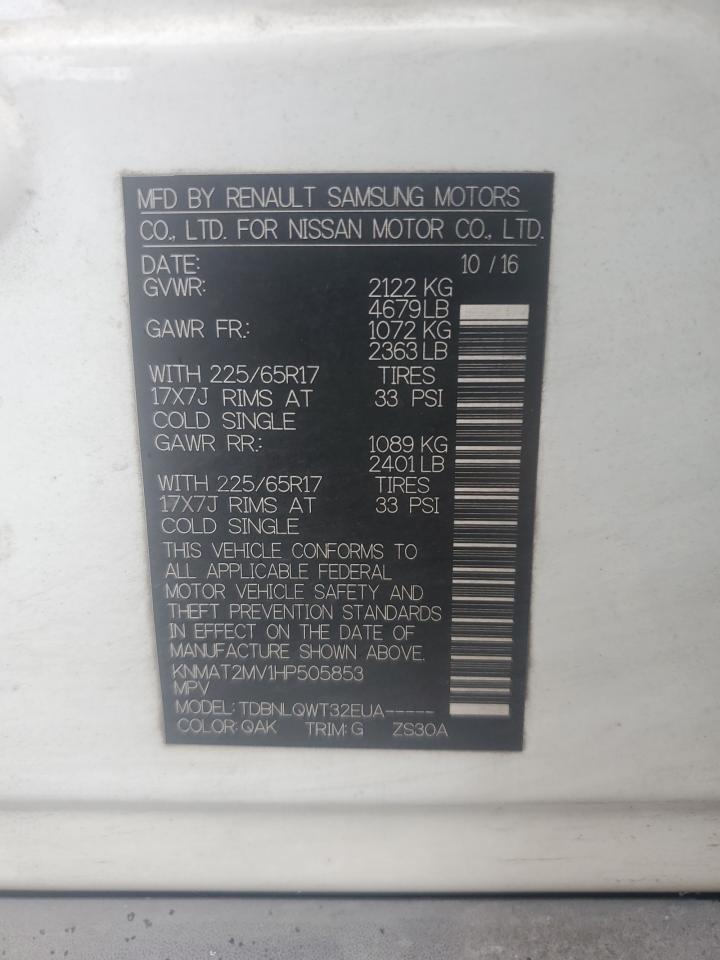 MFD BY RENAULT SAMSUNG MOTORS
CO., LTD. FOR NISSAN MOTOR CO., LTD.
DATE: 10 / 16
GVWR: 2122 KG
4679 LB
GAWR FR.: 1072 KG
2363 LB
WITH 225/65R17 TIRES
17X7J RIMS AT 33 PSI
COLD SINGLE
GAWR RR.: 1089 KG
2401 LB
WITH 225/65R17 TIRES
17X7J RIMS AT 33 PSI
COLD SINGLE
THIS VEHICLE CONFORMS TO
ALL APPLICABLE FEDERAL
MOTOR VEHICLE SAFETY AND
THEFT PREVENTION STANDARDS
IN EFFECT ON THE DATE OF
MANUFACTURE SHOWN ABOVE.
KNMAT2MV1HP505853
MPV
MODEL: TDBNLQWT32EUA-----
COLOR: QAK TRIM: G ZS30A